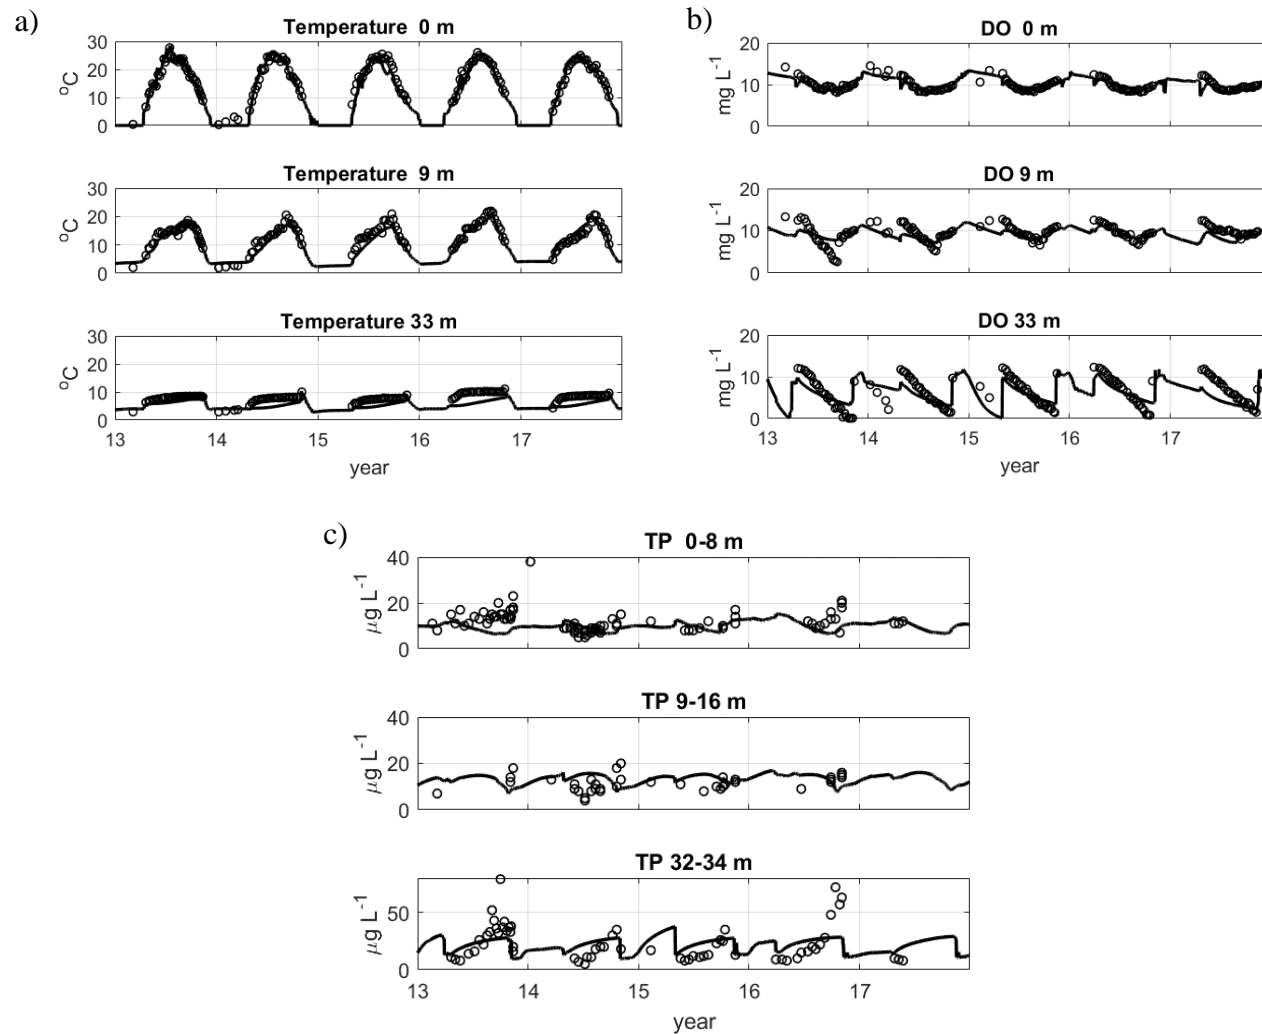 a)
Temperature 0 m
30
20
10
0
°C
Temperature 9 m
30
20
10
0
°C
Temperature 33 m
30
20
10
0
°C
13 14 15 16 17
year
b)
DO 0 m
20
10
0
mg L-1
DO 9 m
20
10
0
mg L-1
DO 33 m
20
10
0
mg L-1
13 14 15 16 17
year
c)
TP 0-8 m
40
20
0
µg L-1
TP 9-16 m
40
20
0
µg L-1
TP 32-34 m
50
0
µg L-1
13 14 15 16 17
year